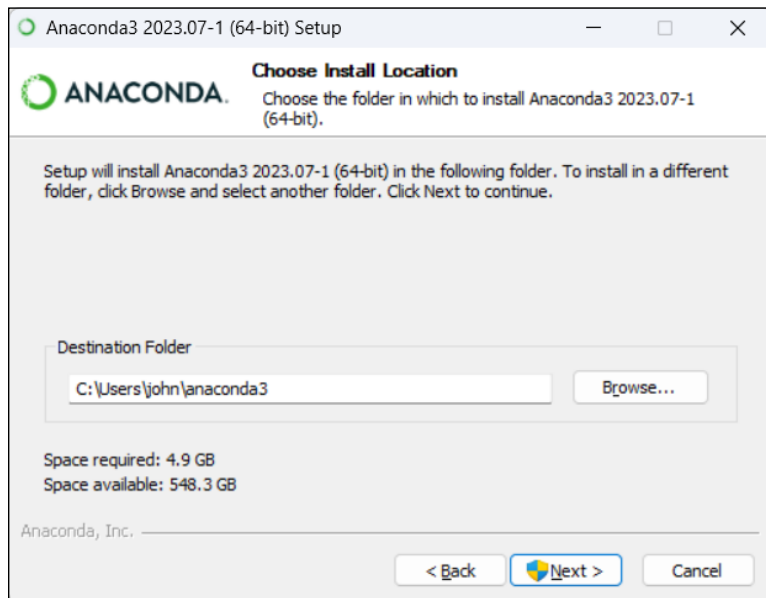 Anaconda3 2023.07-1 (64-bit) Setup
ANACONDA.
Choose Install Location
Choose the folder in which to install Anaconda3 2023.07-1
(64-bit).
Setup will install Anaconda3 2023.07-1 (64-bit) in the following folder. To install in a different
folder, click Browse and select another folder. Click Next to continue.
Destination Folder
C:\Users\john\anaconda3
Browse...
Space required: 4.9 GB
Space available: 548.3 GB
Anaconda, Inc.
< Back
Next >
Cancel